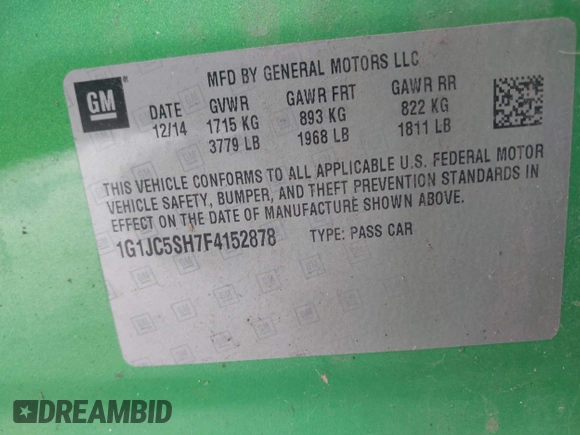 GM
MFD BY GENERAL MOTORS LLC
DATE GVWR GAWR FRT GAWR RR
12/14 1715 KG 893 KG 822 KG
3779 LB 1968 LB 1811 LB
THIS VEHICLE CONFORMS TO ALL APPLICABLE U.S. FEDERAL MOTOR
VEHICLE SAFETY, BUMPER, AND THEFT PREVENTION STANDARDS IN
EFFECT ON THE DATE OF MANUFACTURE SHOWN ABOVE.
1G1JC5SH7F4152878 TYPE: PASS CAR
DREAMBID